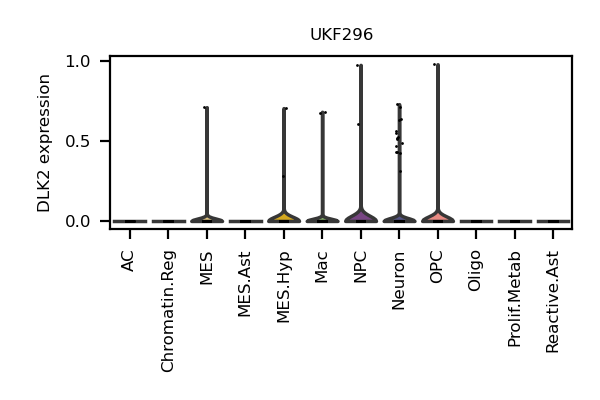 UKF296
DLK2 expression
1.0
0.5
0.0
AC
Chromatin.Reg
MES
MES.Ast
MES.Hyp
Mac
NPC
Neuron
OPC
Oligo
Prolif.Metab
Reactive.Ast